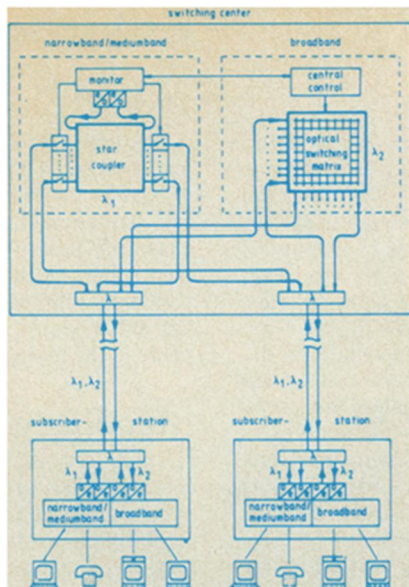 switching center
narrowband/mediumband
broadband
monitor
central
control
star
coupler
optical
switching
matrix
λ1
λ2
λ
λ
λ1,λ2
λ1,λ2
subscriber-
station
subscriber-
station
λ
λ
λ1
λ2
λ1
λ2
narrowband/
mediumband
broadband
narrowband/
mediumband
broadband